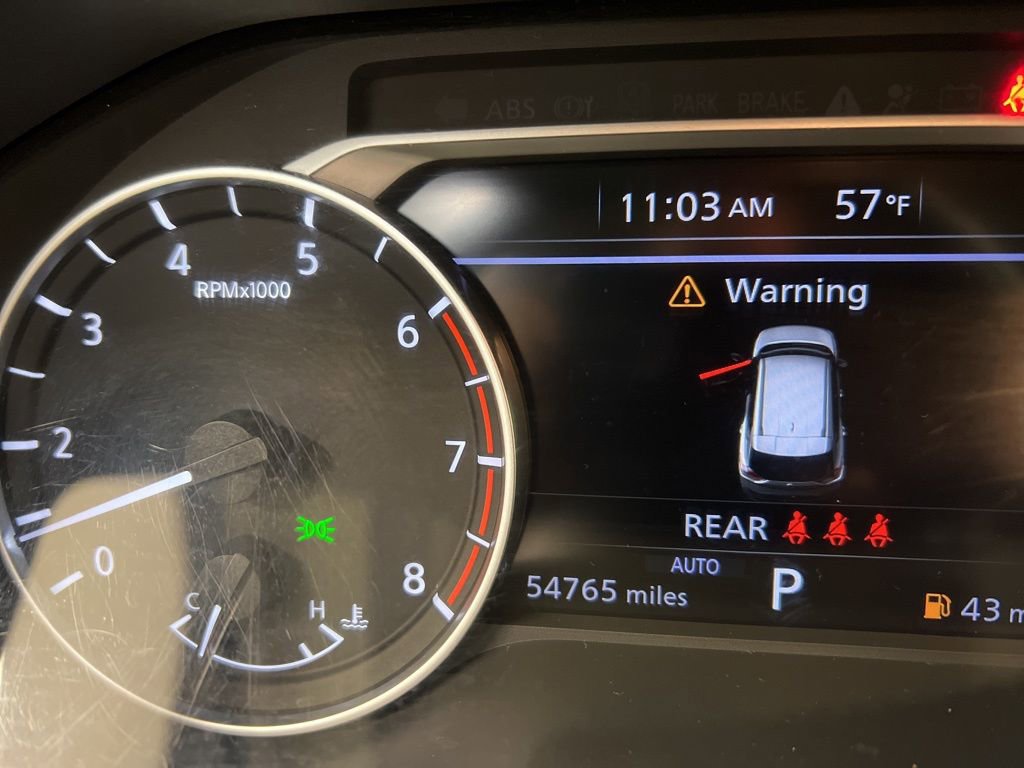 ABS PARK BRAKE
11:03 AM 57°F
4 5
RPMx1000
Warning
3 6
2 7
REAR
0 8
AUTO
54765 miles P 43 m
C H